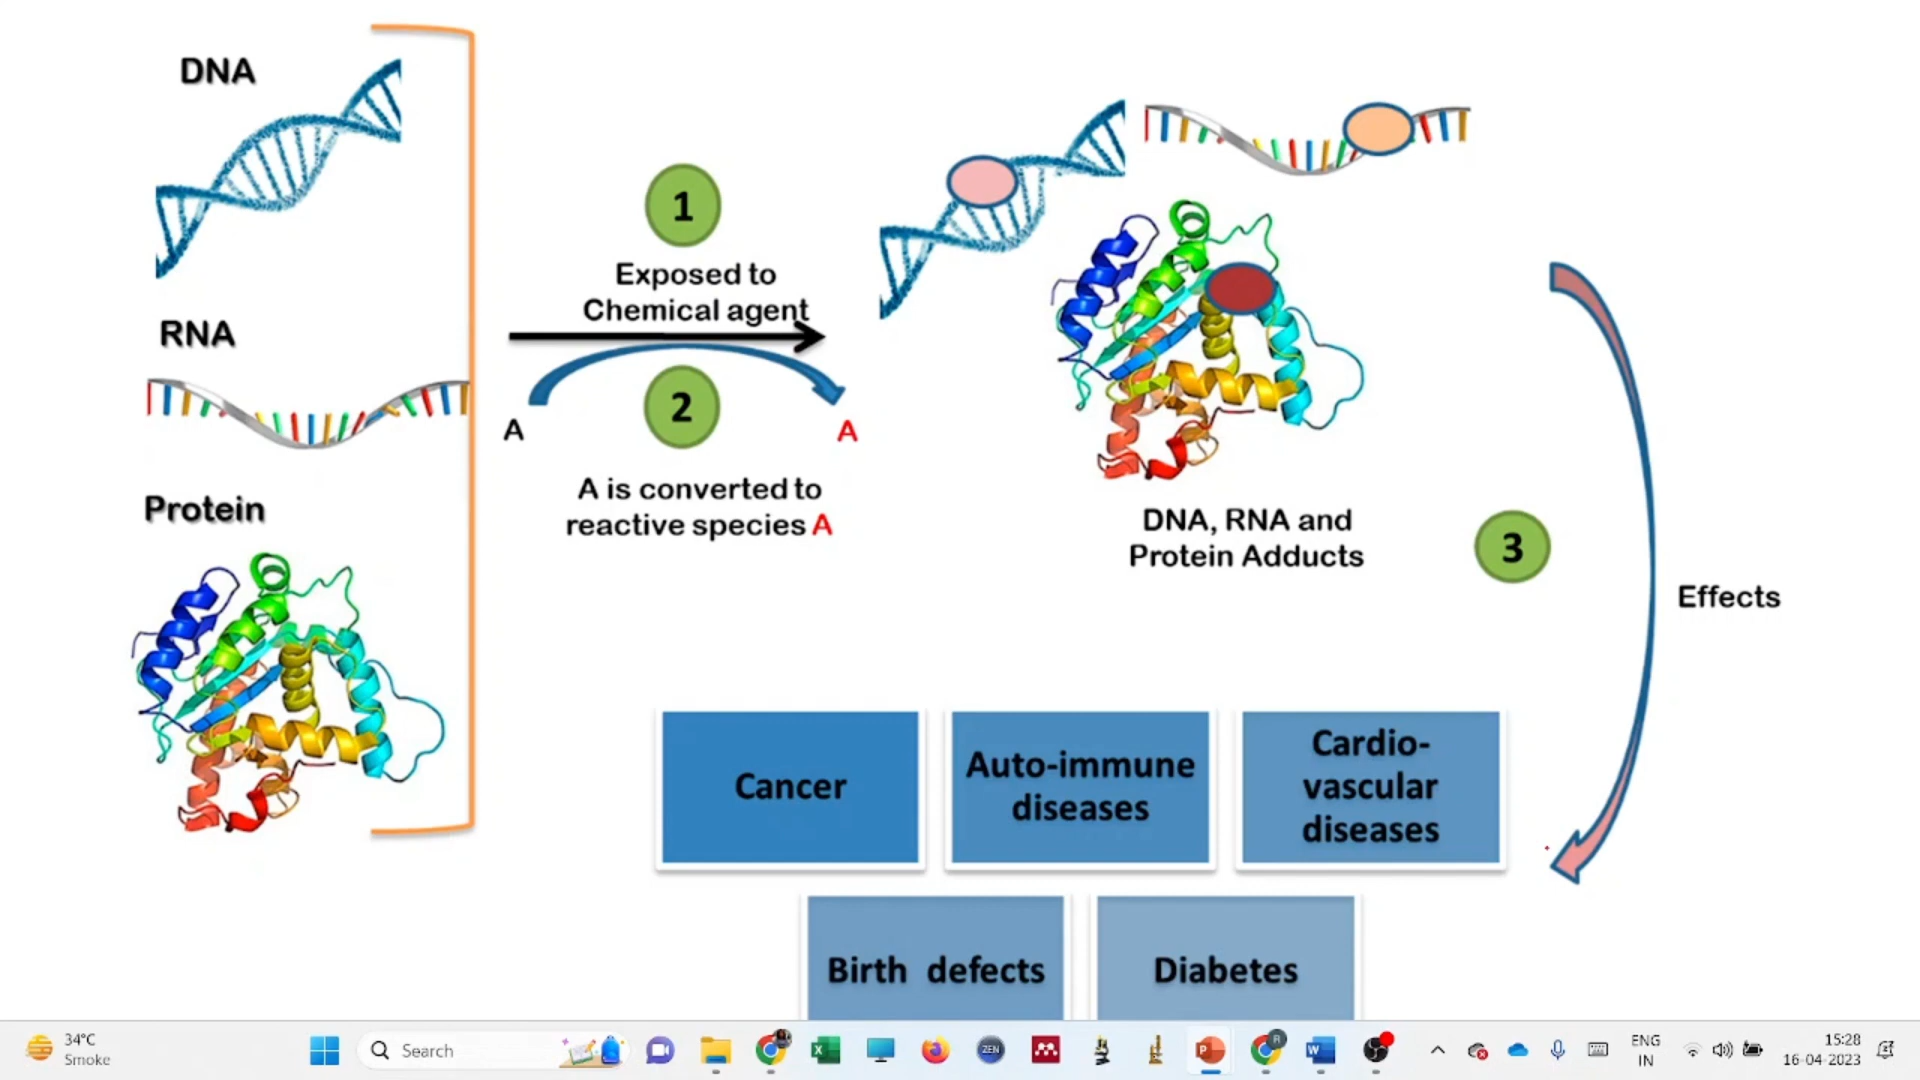 DNA
RNA
Protein
1
Exposed to
Chemical agent
2
A
A
A is converted to
reactive species A
DNA, RNA and
Protein Adducts
3
Effects
Cancer
Auto-immune
diseases
Cardio-
vascular
diseases
Birth defects
Diabetes
34°C
Smoke
Search
ZEN
ENG
IN
15:28
16-04-2023